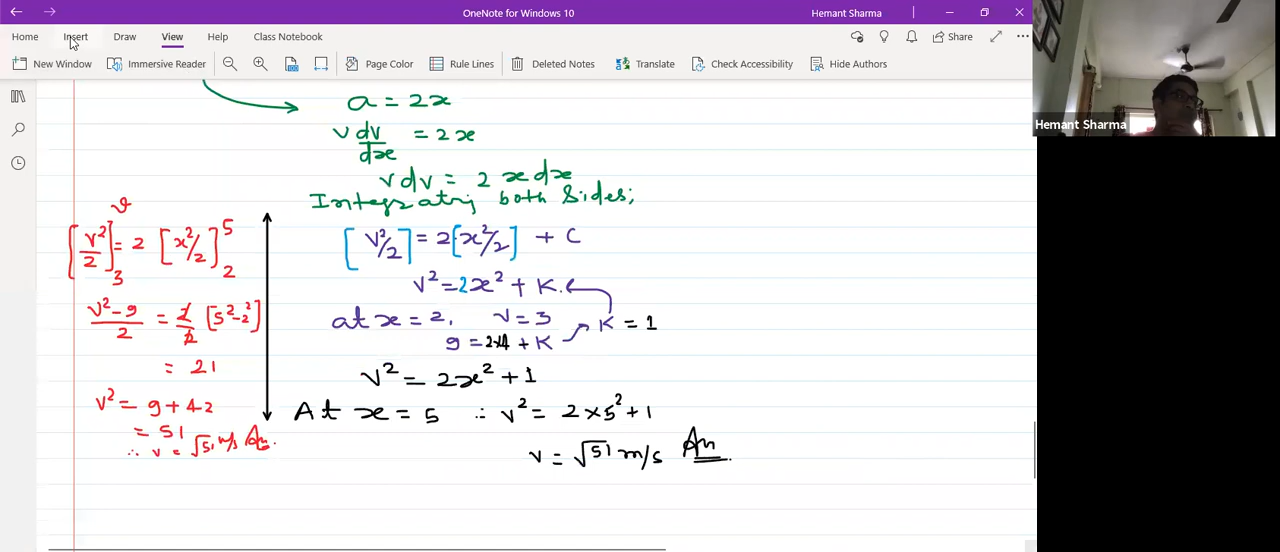 OneNote for Windows 10
Hemant Sharma
Home Insert Draw View Help Class Notebook Share
New Window Immersive Reader Page Color Rule Lines Deleted Notes Translate Check Accessibility Hide Authors
Hemant Sharma
a = 2x
v dv/dx = 2x
v dv = 2 x dx
Integrating both sides;
[v²/2] = 2[x²/2] + C
v² = 2x² + K
at x = 2, v = 3 K = 1
9 = 2×4 + K
v² = 2x² + 1
At x = 5 ∴ v² = 2×5² + 1
v = √51 m/s Ans
[v²/2]₃ᵛ = 2 [x²/2]₂⁵
v²-9/2 = 2/2 [5²-2²]
= 21
v² = 9 + 42
= 51
∴ v = √51 m/s An.